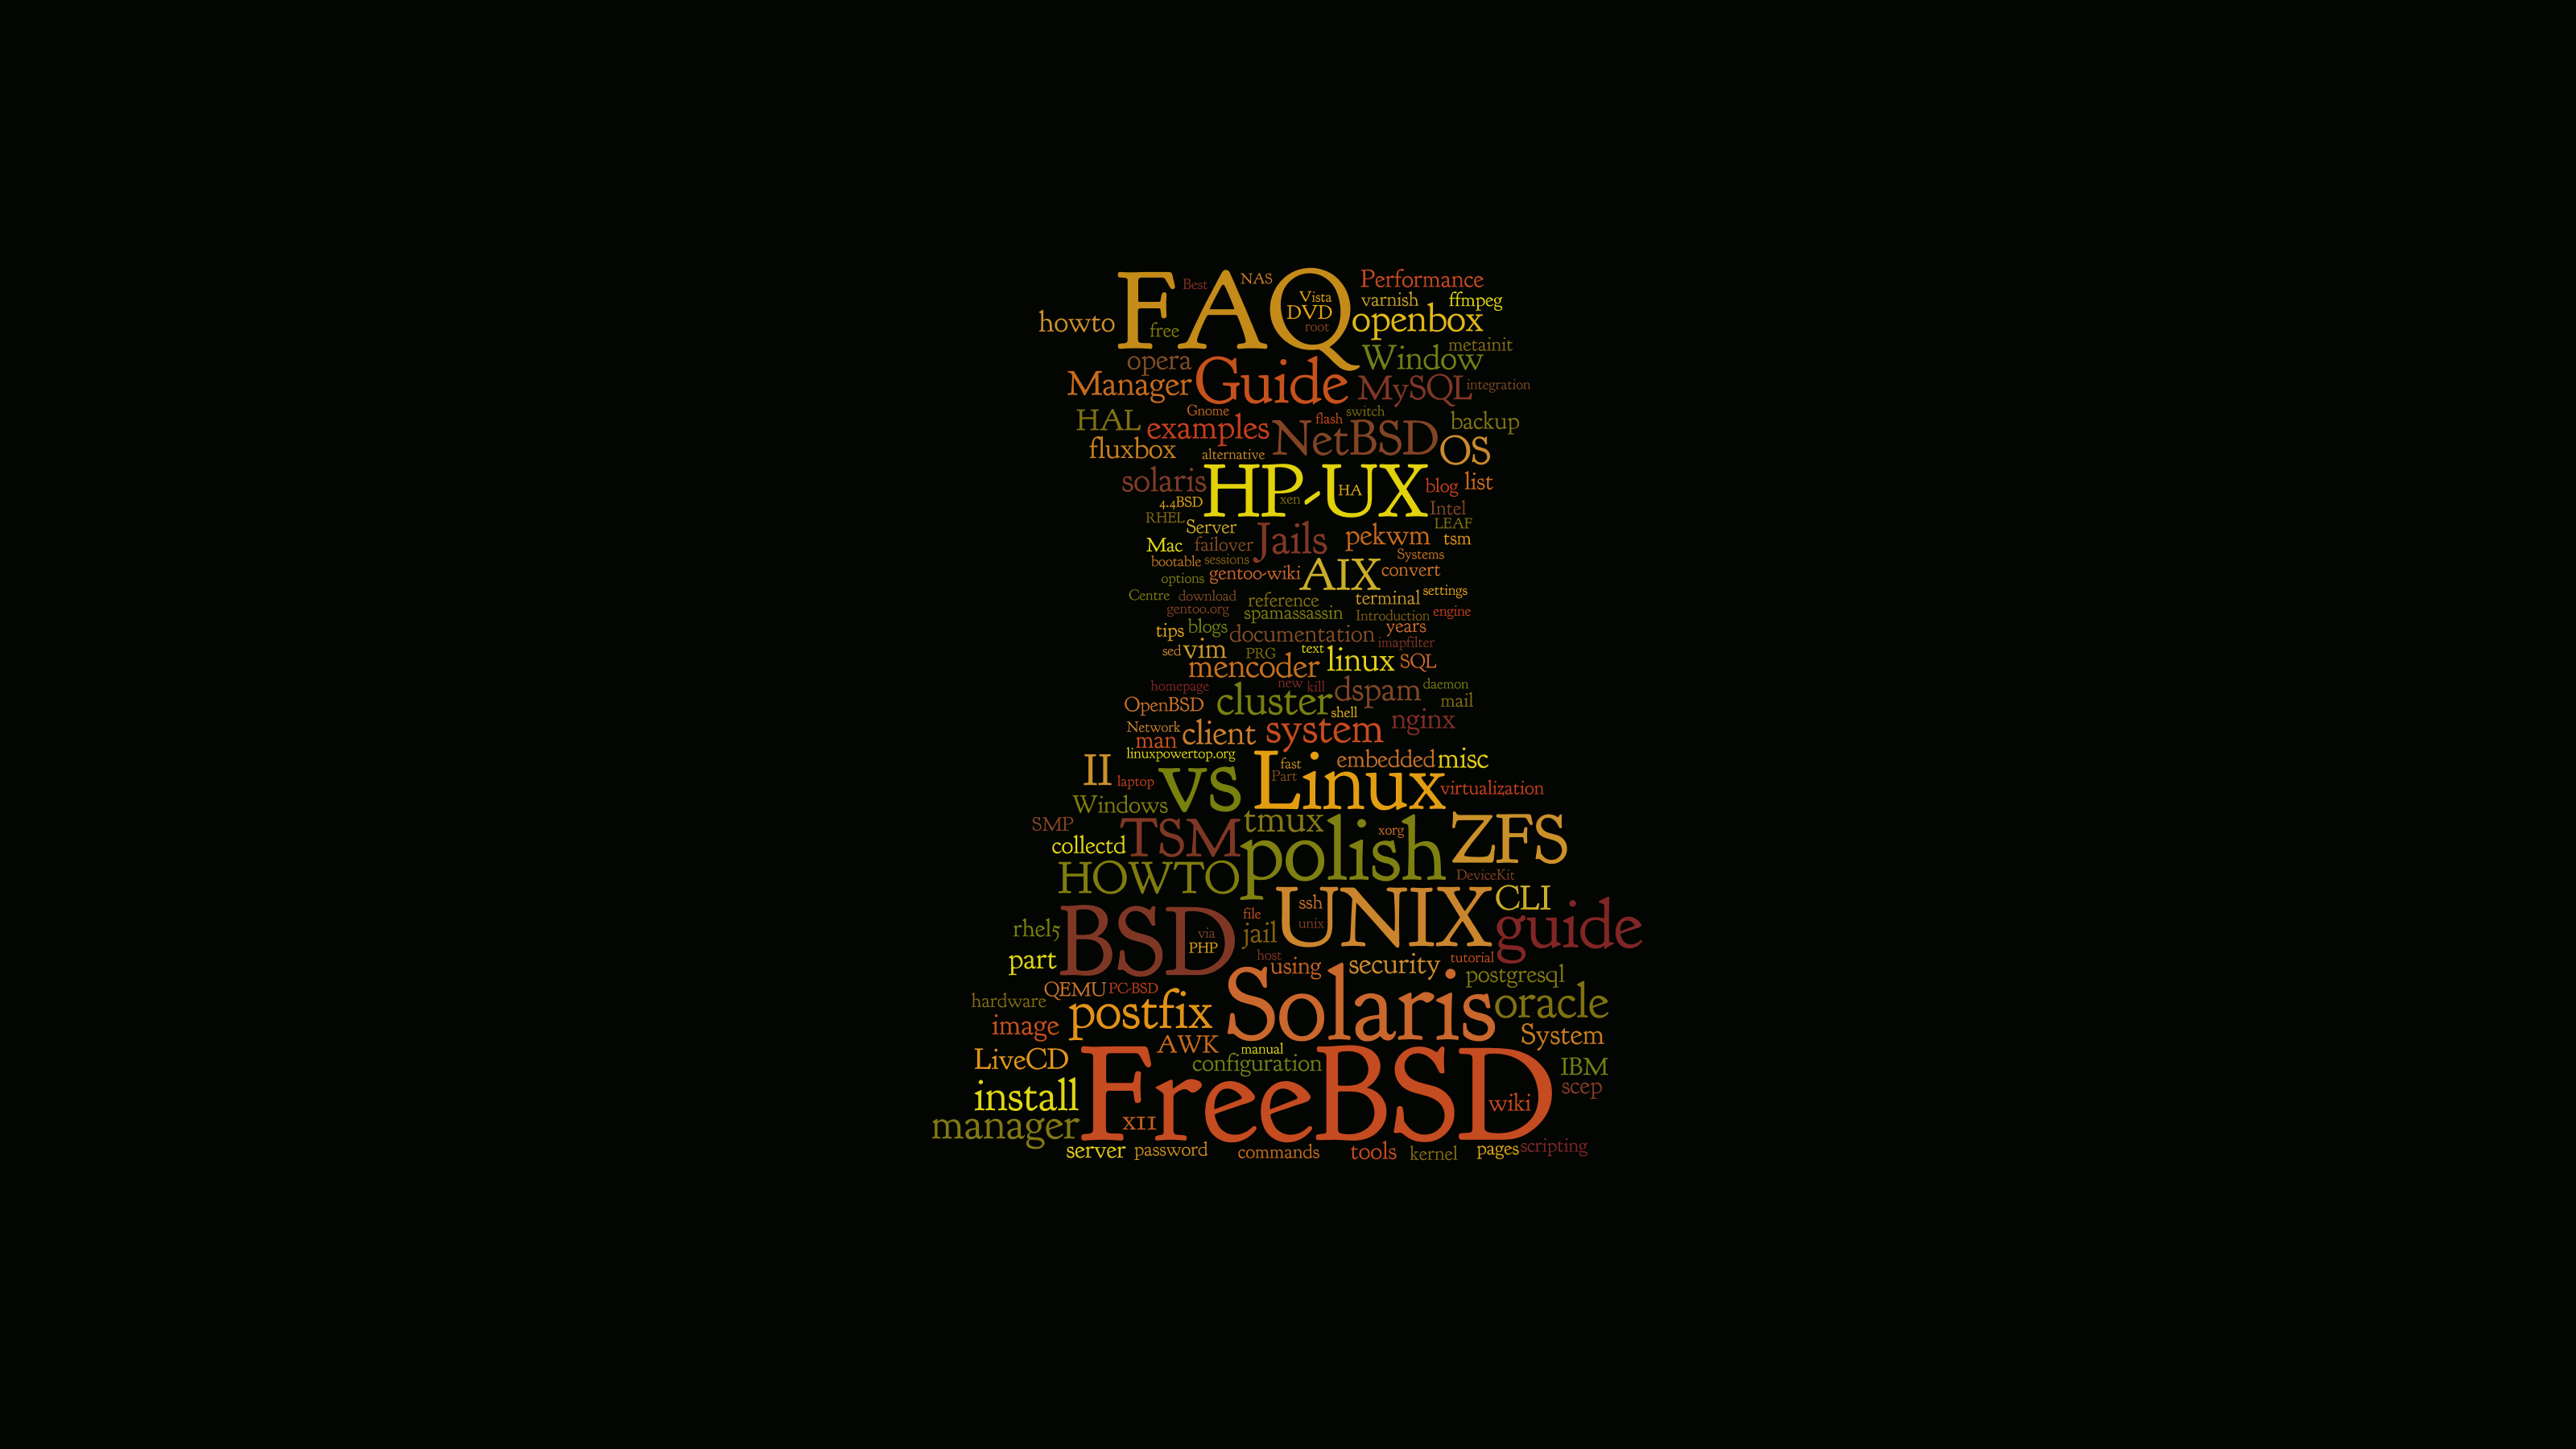 Best NAS Performance
FAQ Vista varnish ffmpeg
howto free DVD root openbox
opera Window metainit
Manager Guide MySQL integration
Gnome flash switch
HAL examples NetBSD backup
fluxbox alternative OS
solaris HP-UX xen HA blog list
4.4BSD Intel
RHEL Server LEAF
Mac failover Jails pekwm tsm
bootable sessions Systems
options gentoo-wiki AIX convert
Centre download reference terminal settings
gentoo.org spamassassin Introduction engine
tips blogs documentation years
imapfilter
sed vim PRG text linux SQL
mencoder
homepage new kill dspam daemon
OpenBSD cluster shell mail
Network client system nginx
man
linuxpowertop.org fast embedded misc
II laptop vs Part Linux virtualization
Windows
SMP TSM tmux xorg ZFS
collectd polish
HOWTO DeviceKit
ssh UNIX CLI
rhel5 BSD via file jail unix guide
part PHP host using security tutorial
QEMU PC-BSD postgresql
hardware postfix Solaris oracle
image AWK manual System
LiveCD configuration IBM
install FreeBSD wiki scep
manager x11
server password commands tools kernel pages scripting